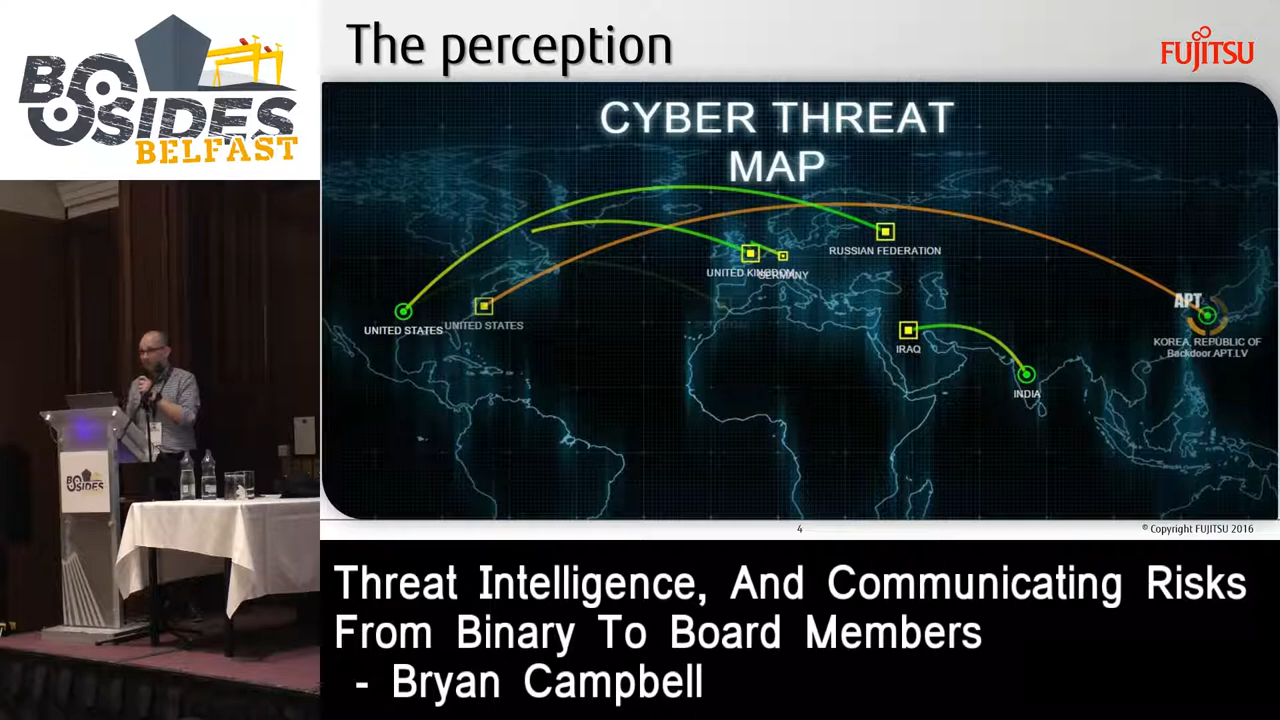 BSIDES
BELFAST
The perception
FUJITSU
CYBER THREAT
MAP
RUSSIAN FEDERATION
UNITED KINGDOM
GERMANY
UNITED STATES
UNITED STATES
APT
KOREA, REPUBLIC OF
Backdoor.APT.LV
IRAQ
INDIA
BSIDES
4
© Copyright FUJITSU 2016
Threat Intelligence, And Communicating Risks
From Binary To Board Members
- Bryan Campbell